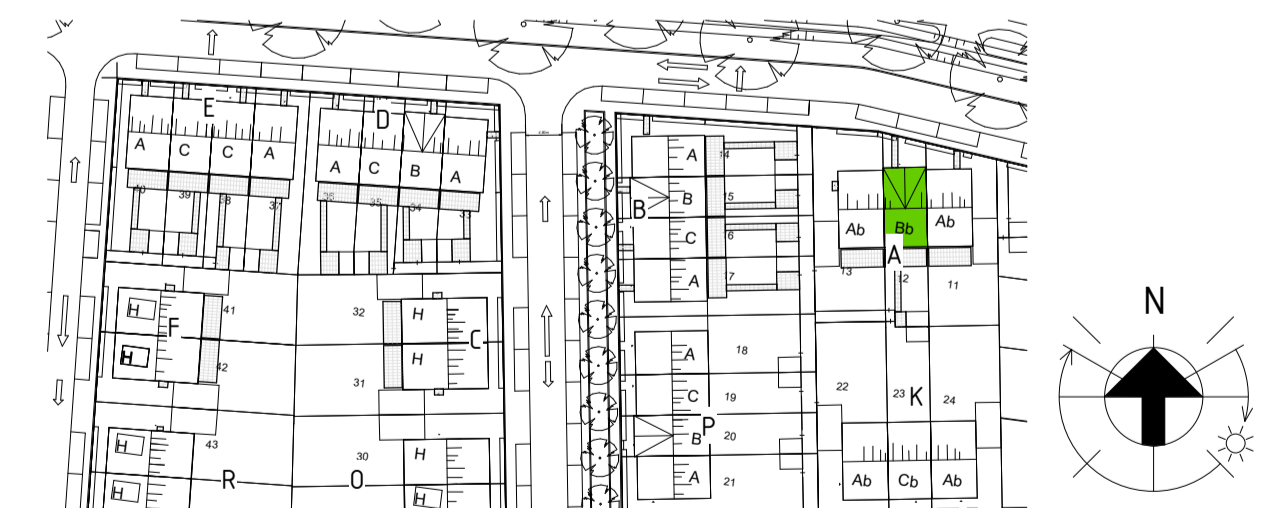 N
E
D
A C C A
A C B A
40 39 38 37
36 35 34 33
B
A 14
B 15
C 6
A 7
Ab Bb Ab
A
13 12 11
F
H 41
H 42
32 H
C
31 H
A 18
C 19
P
B 20
A 21
22 23 K 24
H 43
H
R
O
30 H
H
Ab Cb Ab